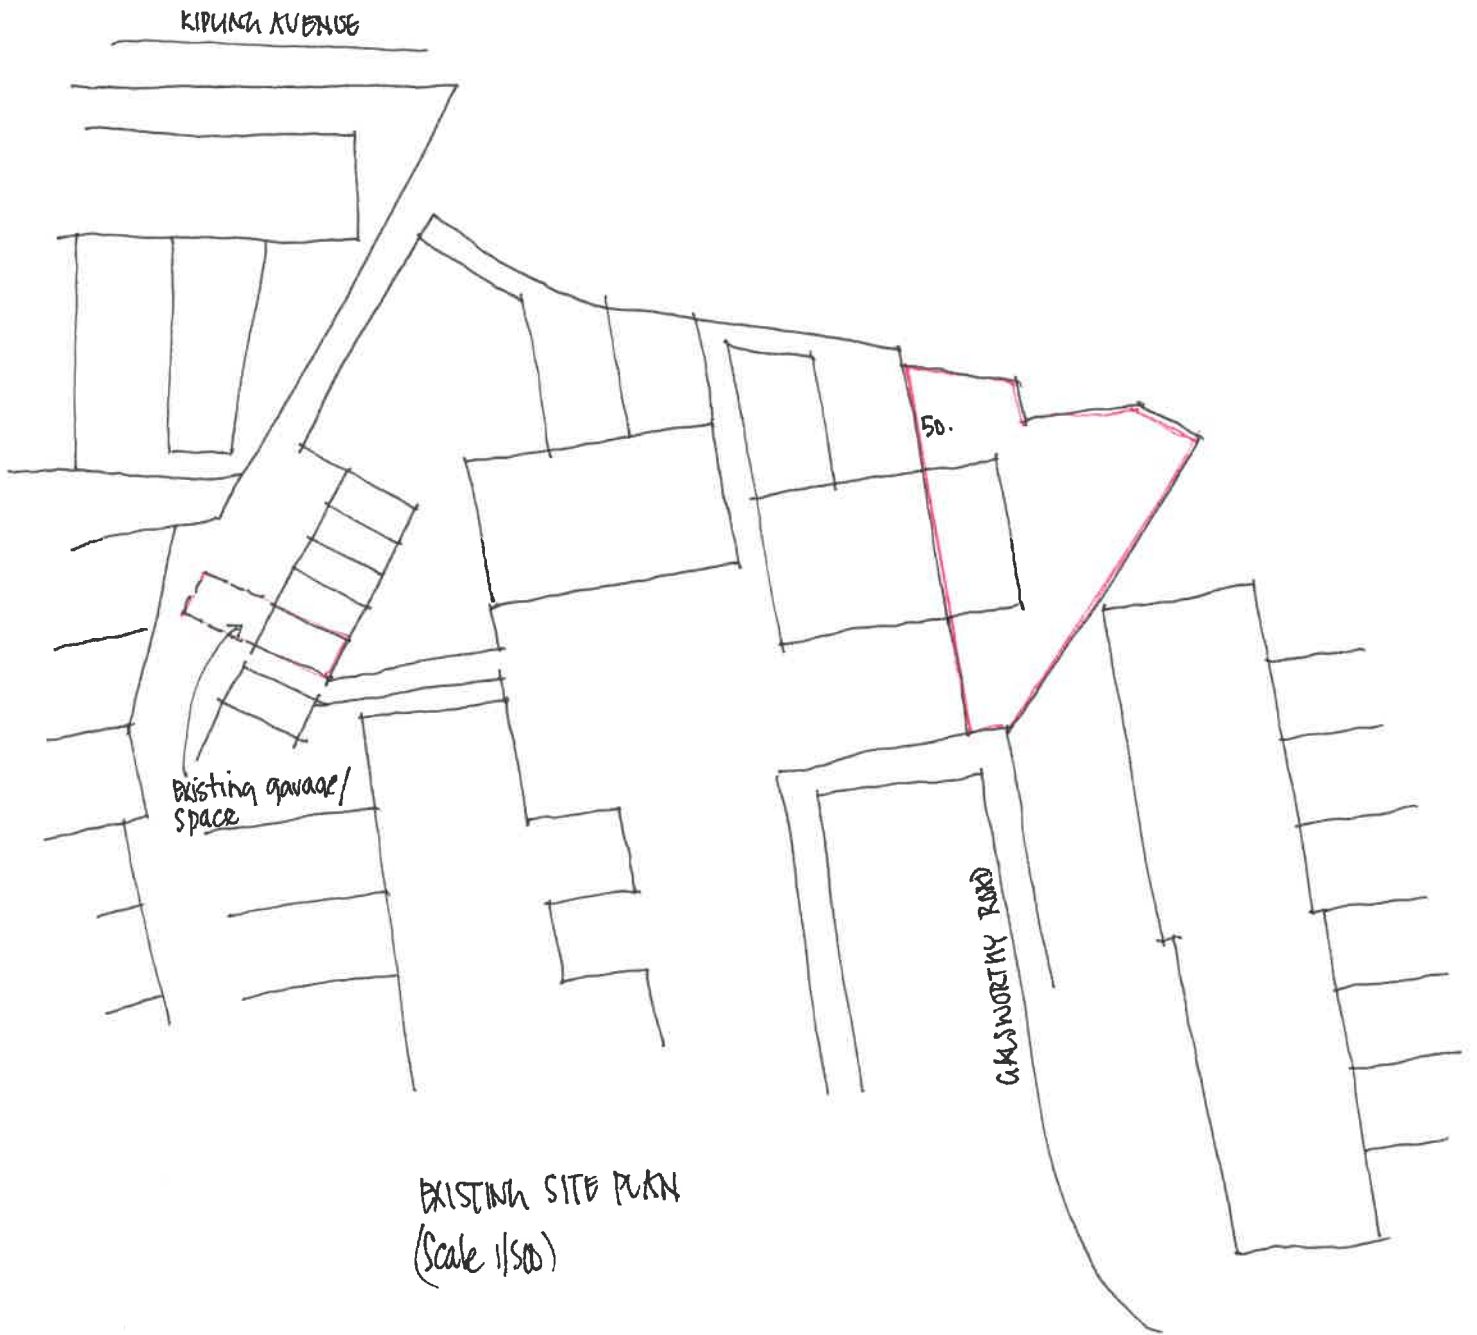 KIPLING AVENUE
50.
Existing garage/
space
GALSWORTHY ROAD
EXISTING SITE PLAN
(Scale 1/500)